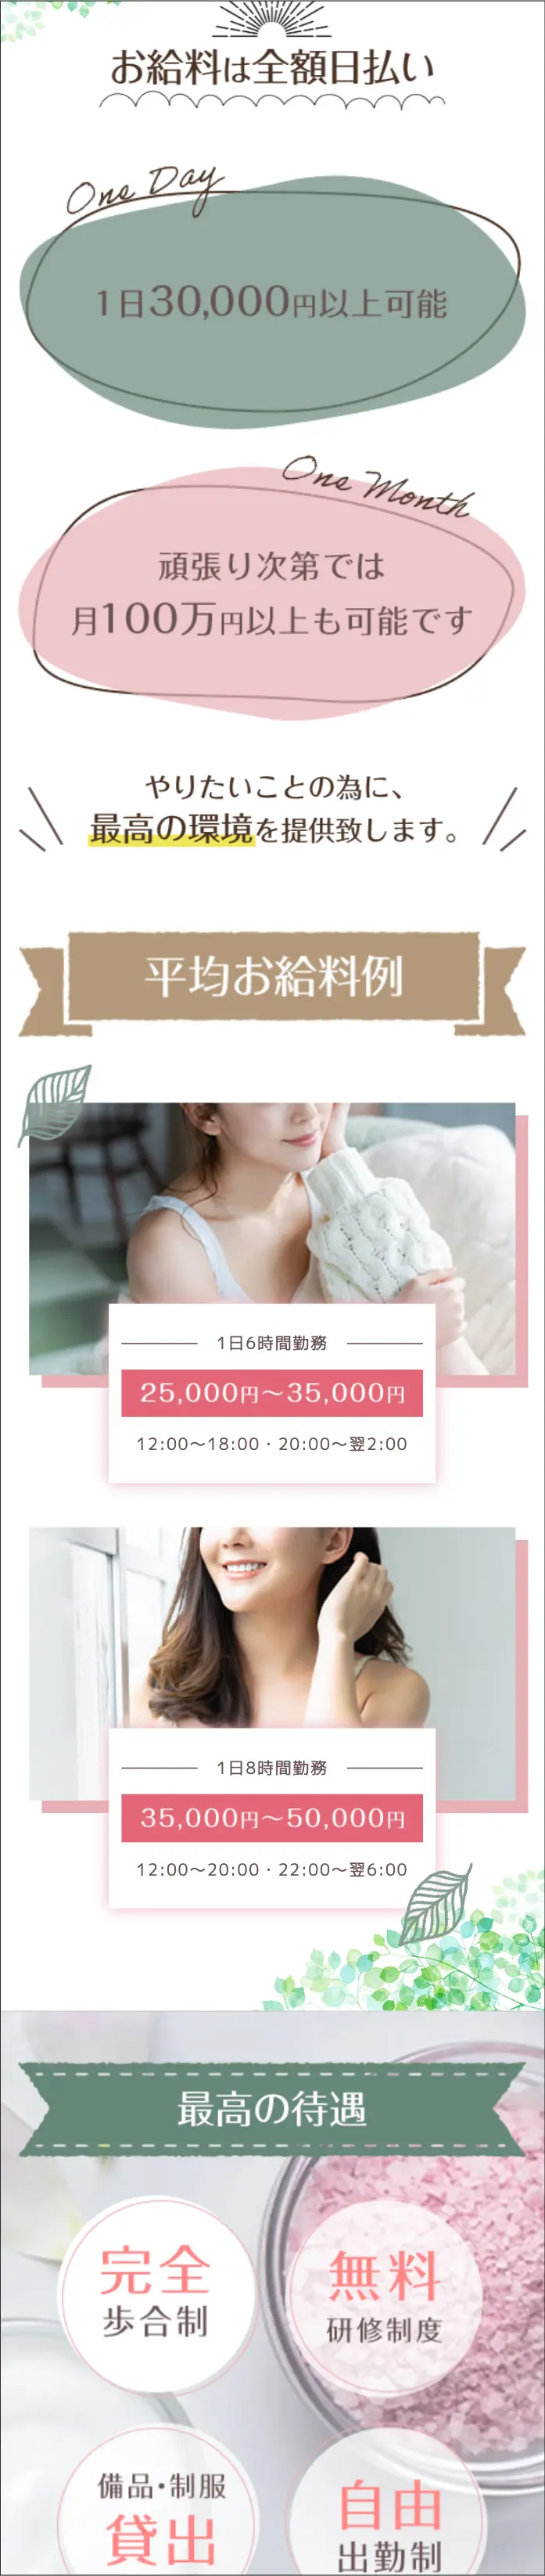 お給料は全額日払い
One Day
1日30,000円以上可能
One Month
頑張り次第では
月100万円以上も可能です
やりたいことの為に、
最高の環境を提供致します。
平均お給料例
1日6時間勤務
25,000円〜35,000円
12:00〜18:00・20:00〜翌2:00
1日8時間勤務
35,000円〜50,000円
12:00〜20:00・22:00〜翌6:00
最高の待遇
完全
歩合制
無料
研修制度
備品・制服
貸出
自由
出勤制